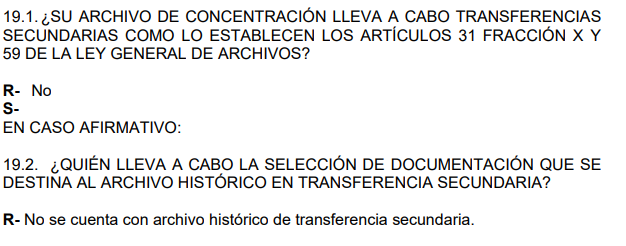 19.1. ¿SU ARCHIVO DE CONCENTRACIÓN LLEVA A CABO TRANSFERENCIAS
SECUNDARIAS COMO LO ESTABLECEN LOS ARTÍCULOS 31 FRACCIÓN X Y
59 DE LA LEY GENERAL DE ARCHIVOS?
R- No
S-
EN CASO AFIRMATIVO:
19.2. ¿QUIÉN LLEVA A CABO LA SELECCIÓN DE DOCUMENTACIÓN QUE SE
DESTINA AL ARCHIVO HISTÓRICO EN TRANSFERENCIA SECUNDARIA?
R- No se cuenta con archivo histórico de transferencia secundaria.